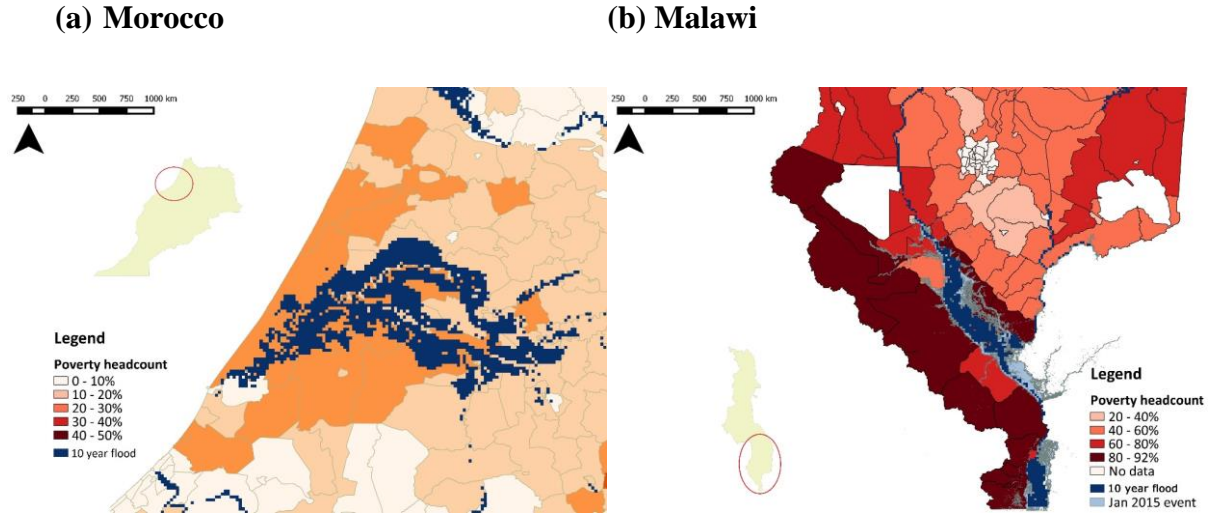 (a) Morocco
(b) Malawi
250 0 250 500 750 1000 km
Legend
Poverty headcount
0 - 10%
10 - 20%
20 - 30%
30 - 40%
40 - 50%
10 year flood
250 0 250 500 750 1000 km
Legend
Poverty headcount
20 - 40%
40 - 60%
60 - 80%
80 - 92%
No data
10 year flood
Jan 2015 event